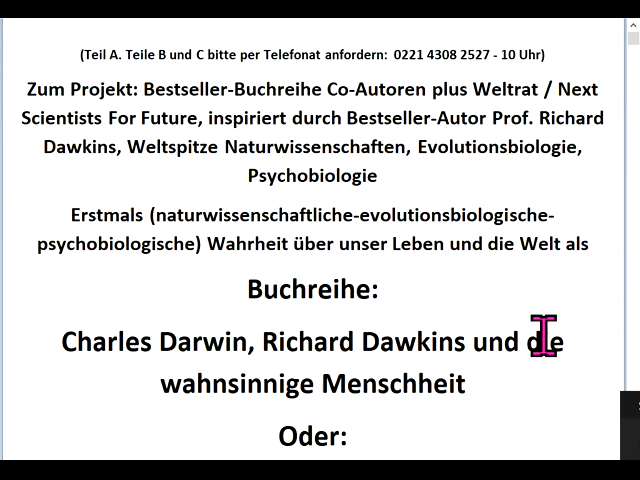 (Teil A. Teile B und C bitte per Telefonat anfordern: 0221 4308 2527 - 10 Uhr)
Zum Projekt: Bestseller-Buchreihe Co-Autoren plus Weltrat / Next
Scientists For Future, inspiriert durch Bestseller-Autor Prof. Richard
Dawkins, Weltspitze Naturwissenschaften, Evolutionsbiologie,
Psychobiologie
Erstmals (naturwissenschaftliche-evolutionsbiologische-
psychobiologische) Wahrheit über unser Leben und die Welt als
Buchreihe:
Charles Darwin, Richard Dawkins und die
wahnsinnige Menschheit
Oder: